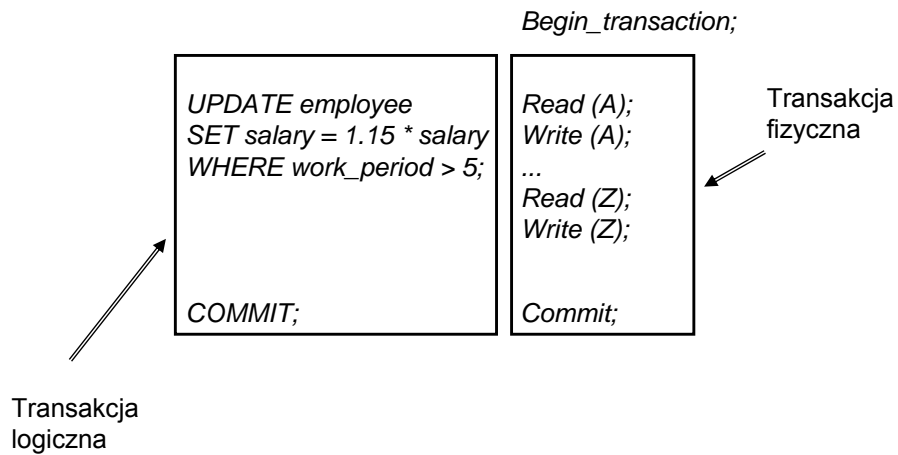 Begin_transaction;
UPDATE employee
SET salary = 1.15 * salary
WHERE work_period > 5;
COMMIT;
Read (A);
Write (A);
...
Read (Z);
Write (Z);
Commit;
Transakcja
fizyczna
Transakcja
logiczna